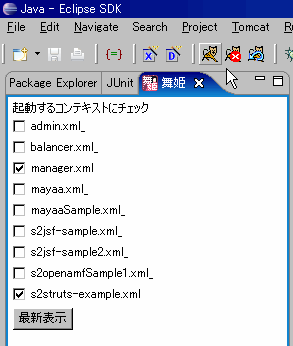 Java - Eclipse SDK
File Edit Navigate Search Project Tomcat R
Package Explorer JUnit 舞姫
起動するコンテキストにチェック
admin.xml_
balancer.xml_
manager.xml
mayaa.xml_
mayaaSample.xml_
s2jsf-sample.xml_
s2jsf-sample2.xml_
s2openamfSample1.xml_
s2struts-example.xml
最新表示